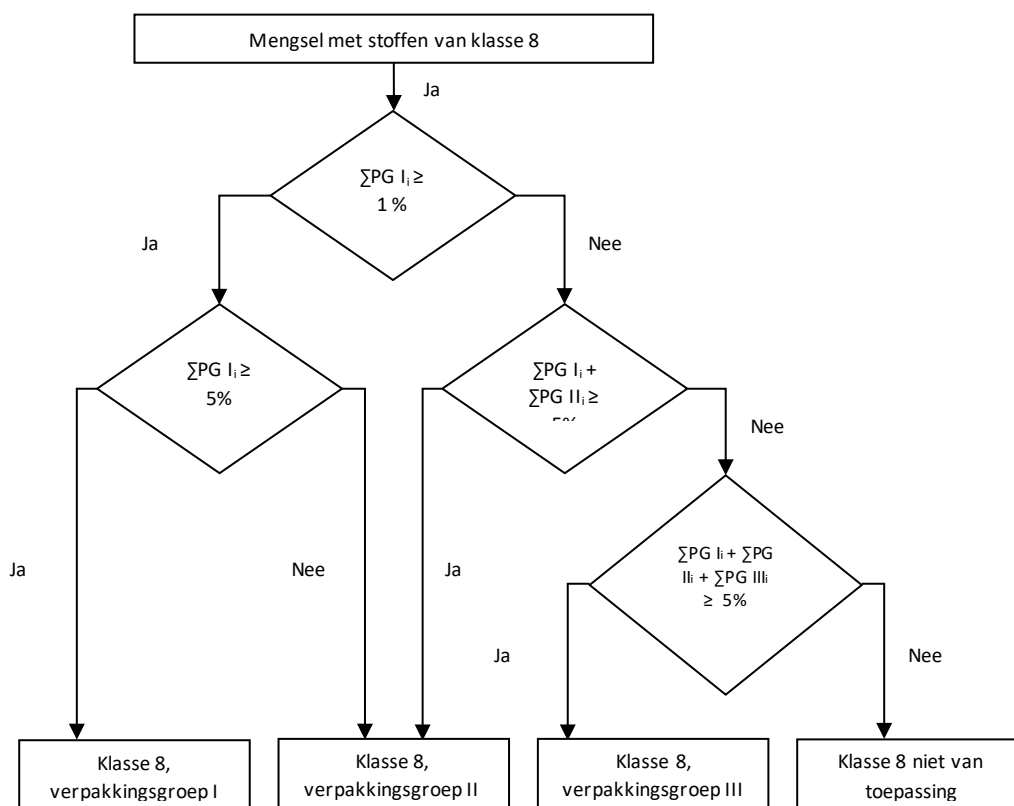 Mengsel met stoffen van klasse 8
Ja
∑PG Iᵢ ≥
1 %
Ja
Nee
∑PG Iᵢ ≥
5%
∑PG Iᵢ +
∑PG IIᵢ ≥
Nee
∑PG Iᵢ + ∑PG
IIᵢ + ∑PG IIIᵢ
≥ 5%
Ja
Nee
Ja
Ja
Nee
Klasse 8,
verpakkingsgroep I
Klasse 8,
verpakkingsgroep II
Klasse 8,
verpakkingsgroep III
Klasse 8 niet van
toepassing